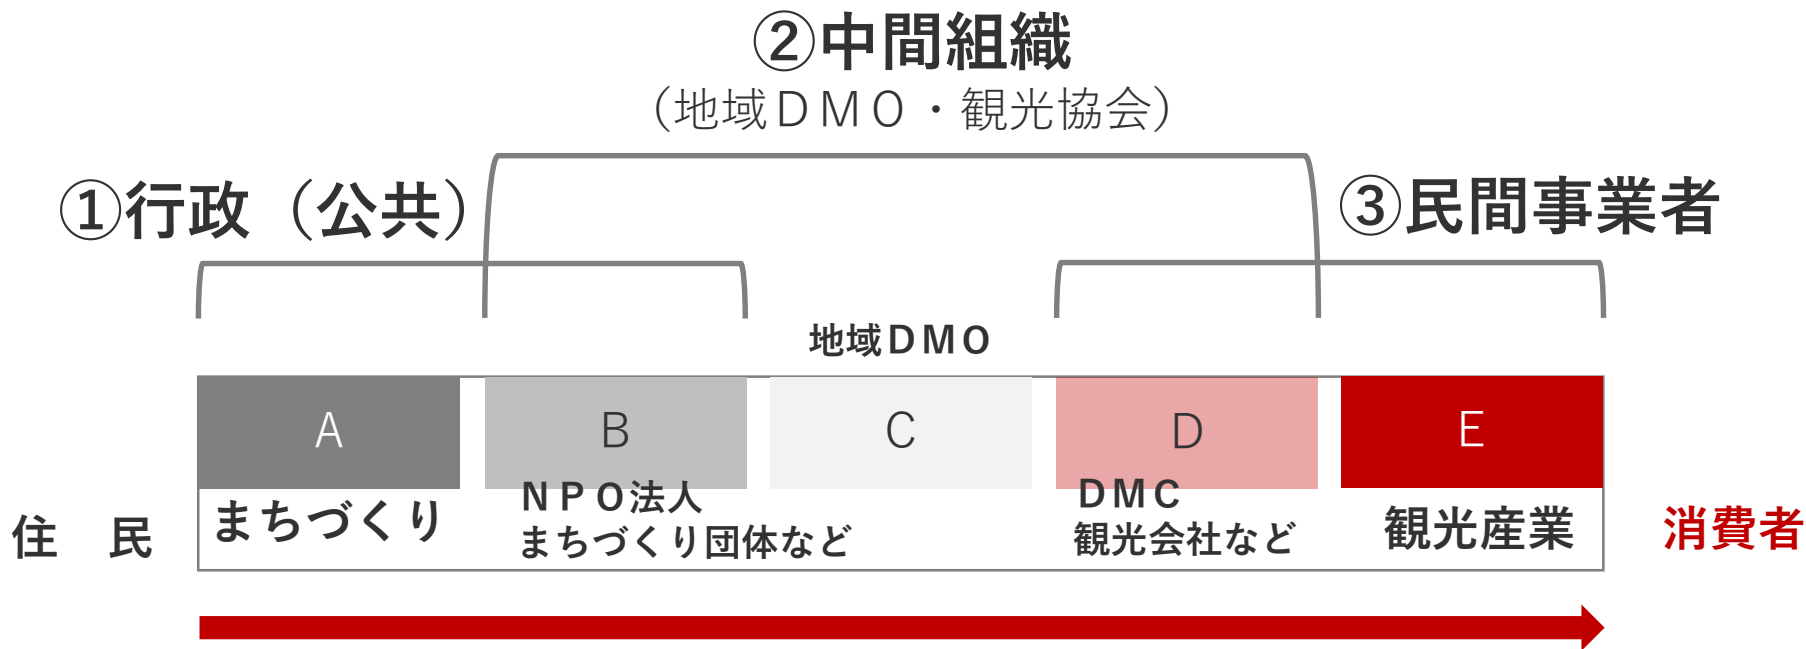 ②中間組織
（地域ＤＭＯ・観光協会）
①行政（公共）
③民間事業者
地域ＤＭＯ
A
B
C
D
E
まちづくり
ＮＰＯ法人
まちづくり団体など
ＤＭＣ
観光会社など
観光産業
住　民
消費者